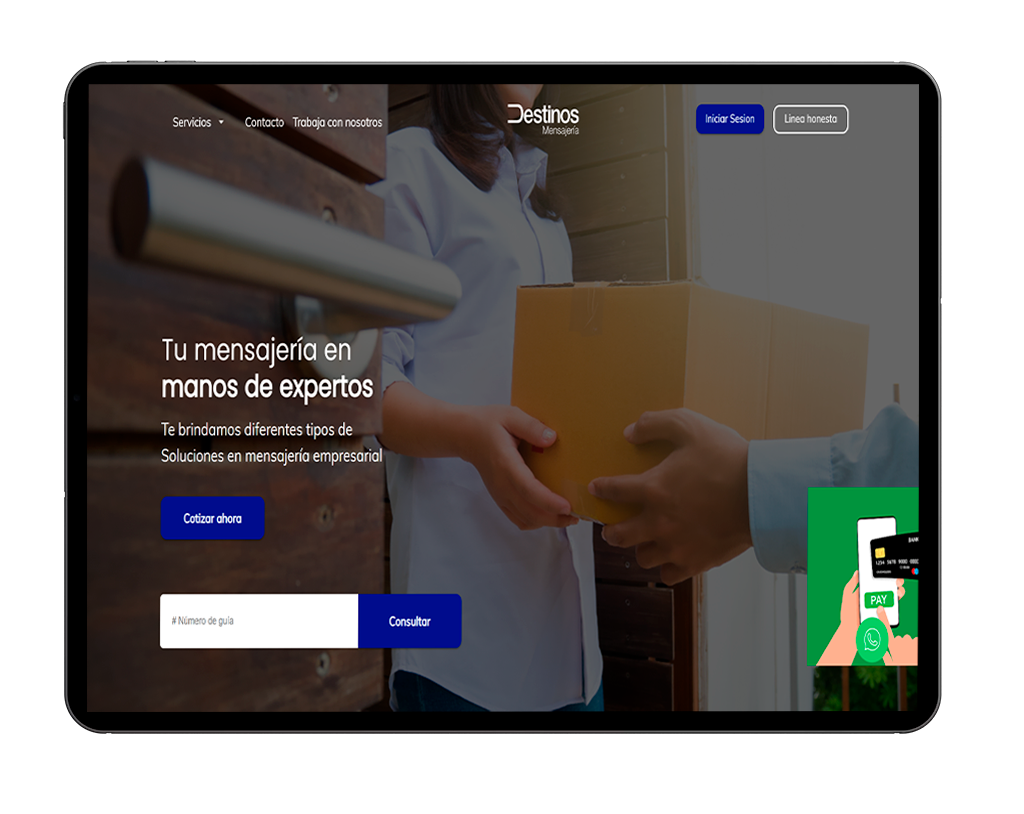 Servicios
Contacto
Trabaja con nosotros
Destinos
Mensajería
Iniciar Sesion
Linea honesta
Tu mensajería en
manos de expertos
Te brindamos diferentes tipos de
Soluciones en mensajería empresarial
Cotizar ahora
# Número de guía
Consultar
BANK
1234 5678 9000 0000
PAY